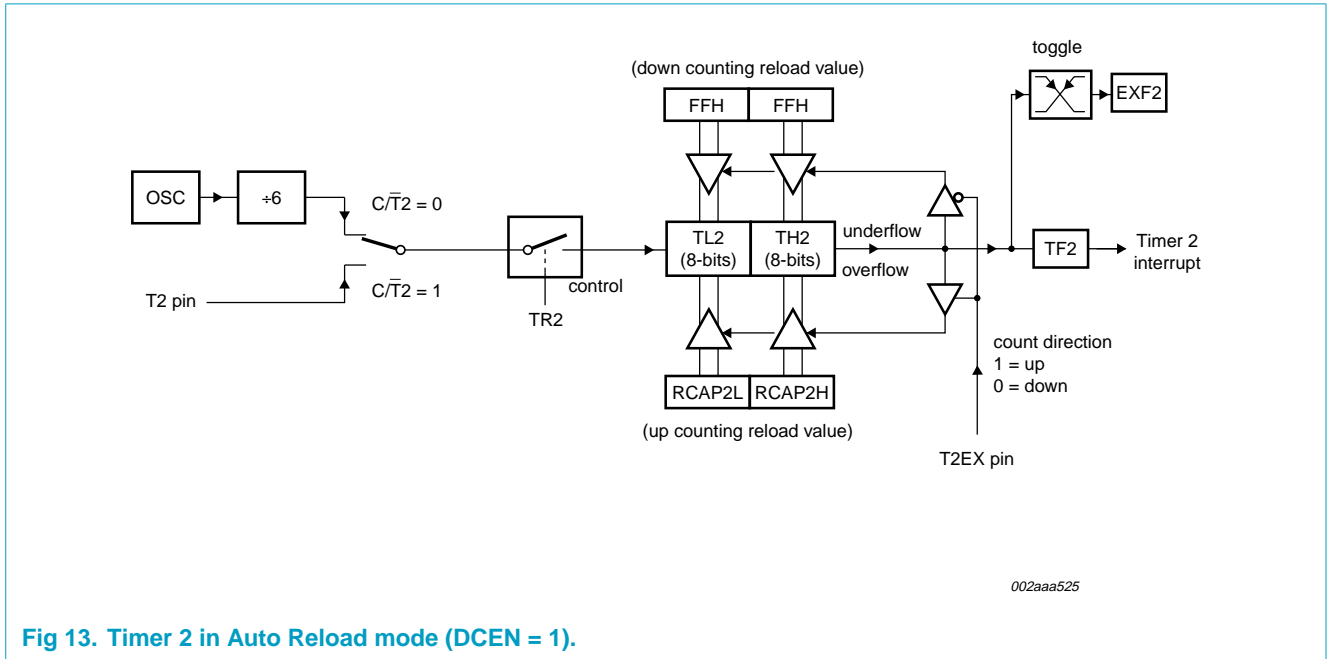 toggle
(down counting reload value)
FFH FFH
EXF2
OSC
÷6
C/T̅2 = 0
TL2
(8-bits)
TH2
(8-bits)
underflow
overflow
TF2
Timer 2
interrupt
control
T2 pin
C/T̅2 = 1
TR2
count direction
1 = up
0 = down
RCAP2L RCAP2H
(up counting reload value)
T2EX pin
002aaa525
Fig 13. Timer 2 in Auto Reload mode (DCEN = 1).